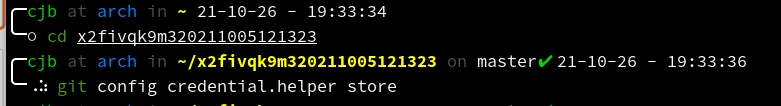 cjb at arch in ~ 21-10-26 - 19:33:34
cd x2fivqk9m320211005121323
cjb at arch in ~/x2fivqk9m320211005121323 on master✔21-10-26 - 19:33:36
git config credential.helper store